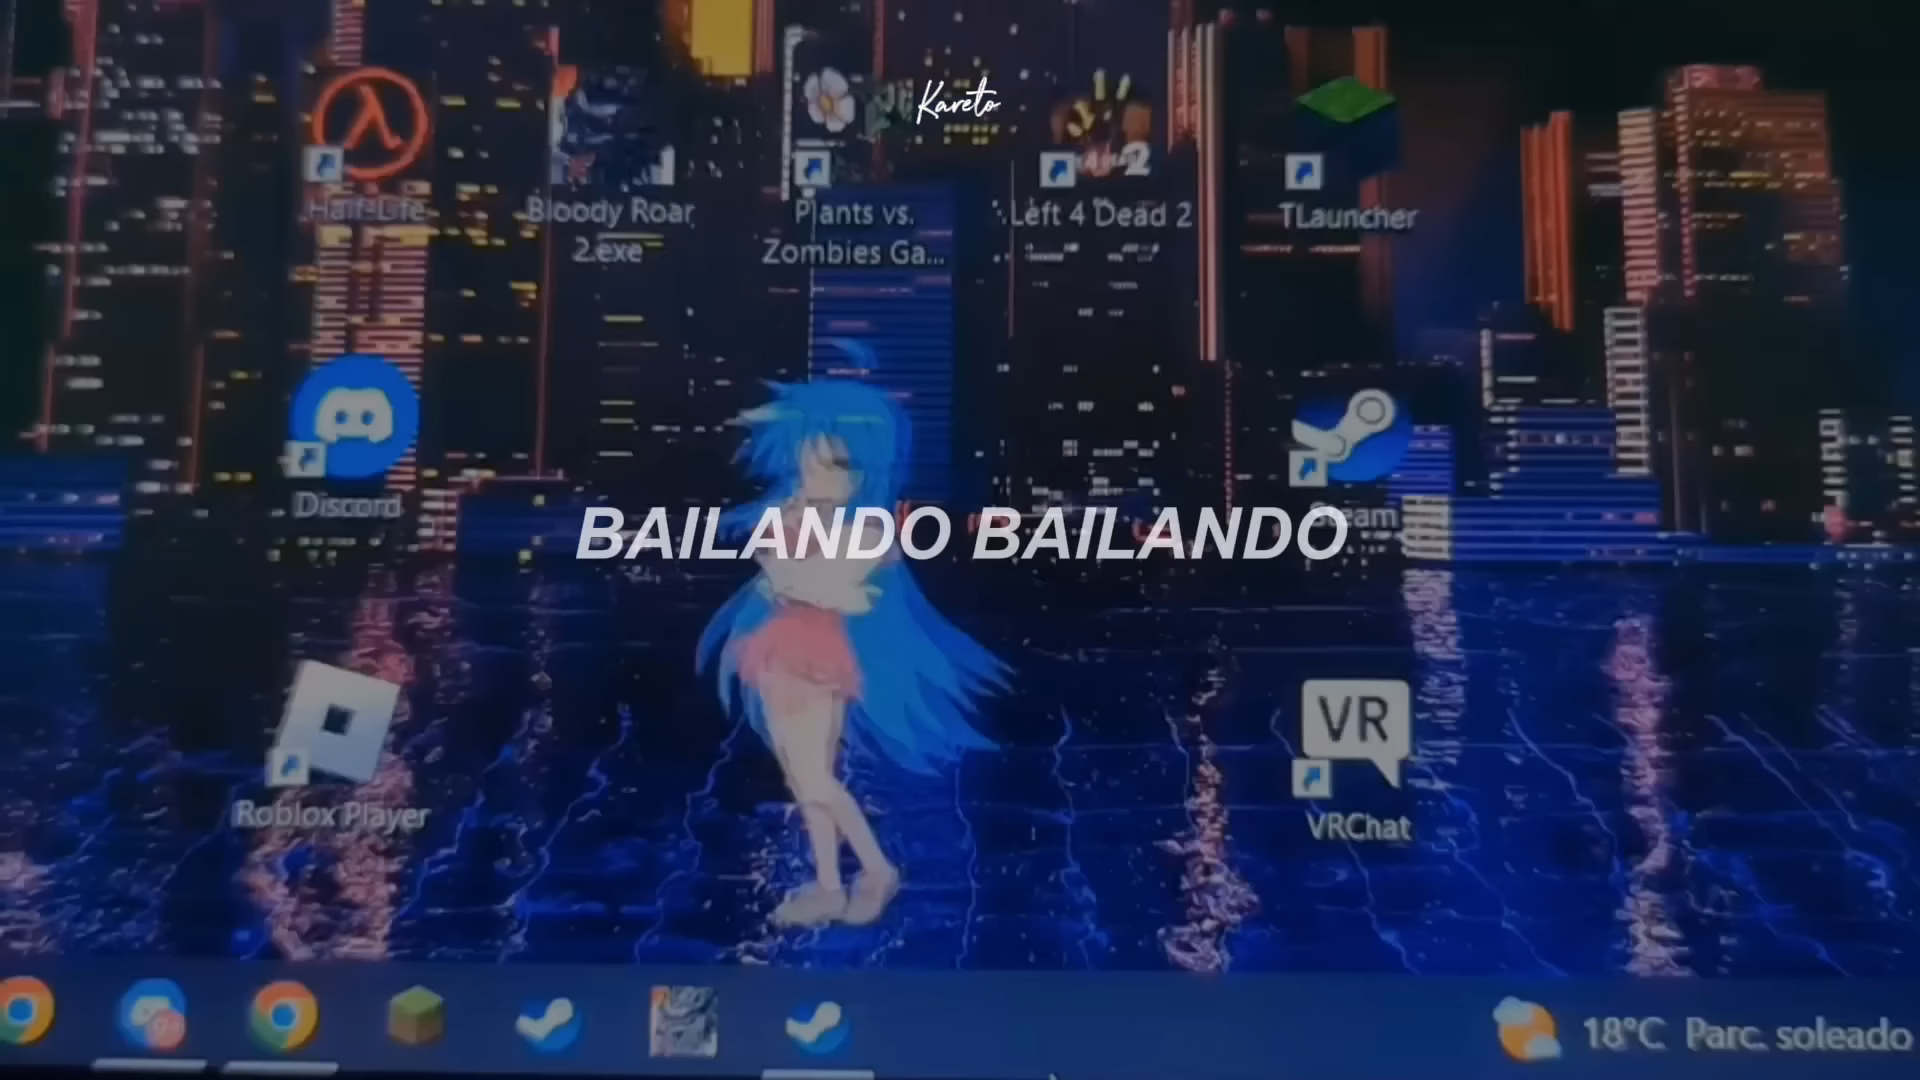 Kareto
Half-Life
Bloody Roar
2.exe
Plants vs.
Zombies Ga...
Left 4 Dead 2
2
TLauncher
Discord
Steam
BAILANDO BAILANDO
Roblox Player
VR
VRChat
18°C Parc. soleado